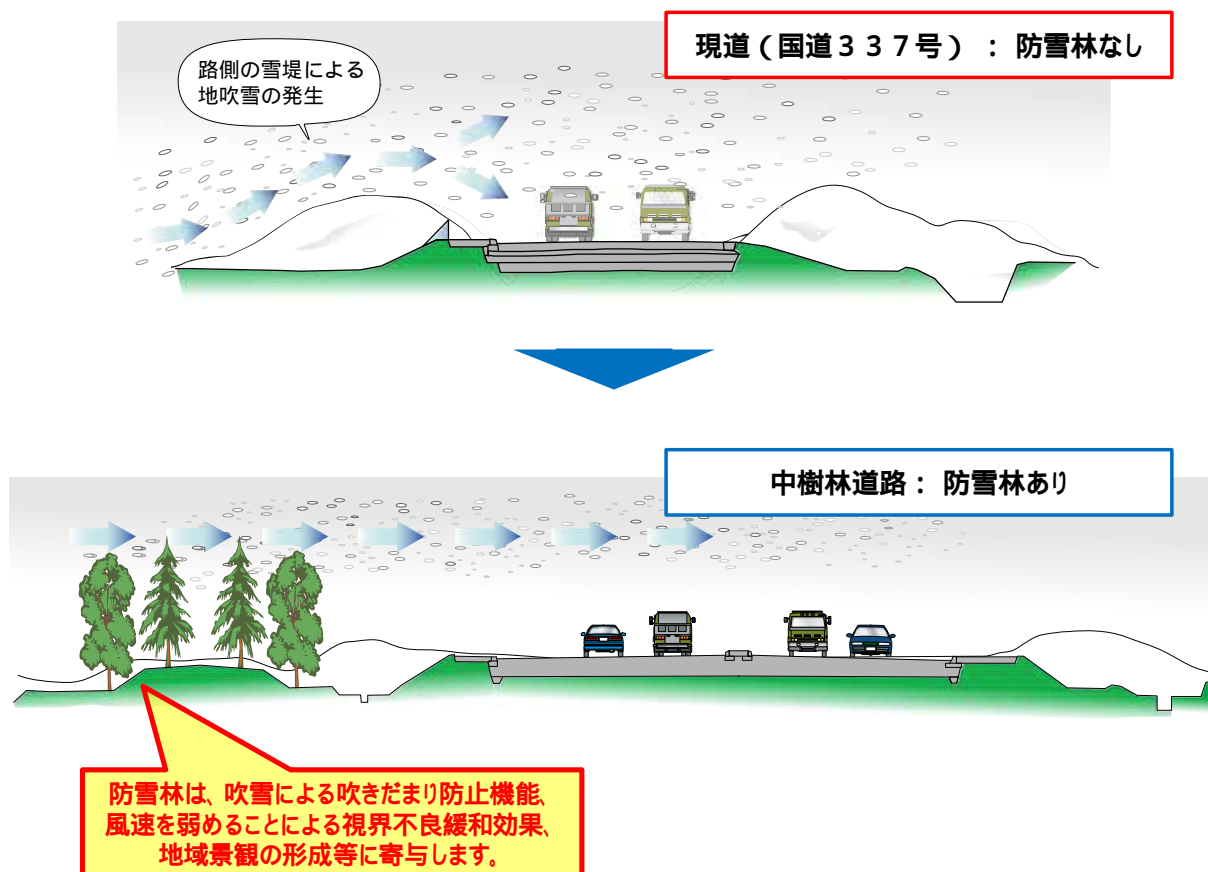 現道(国道337号) : 防雪林なし
路側の雪堤による
地吹雪の発生
中樹林道路: 防雪林あり
防雪林は、吹雪による吹きだまり防止機能、
風速を弱めることによる視界不良緩和効果、
地域景観の形成等に寄与します。